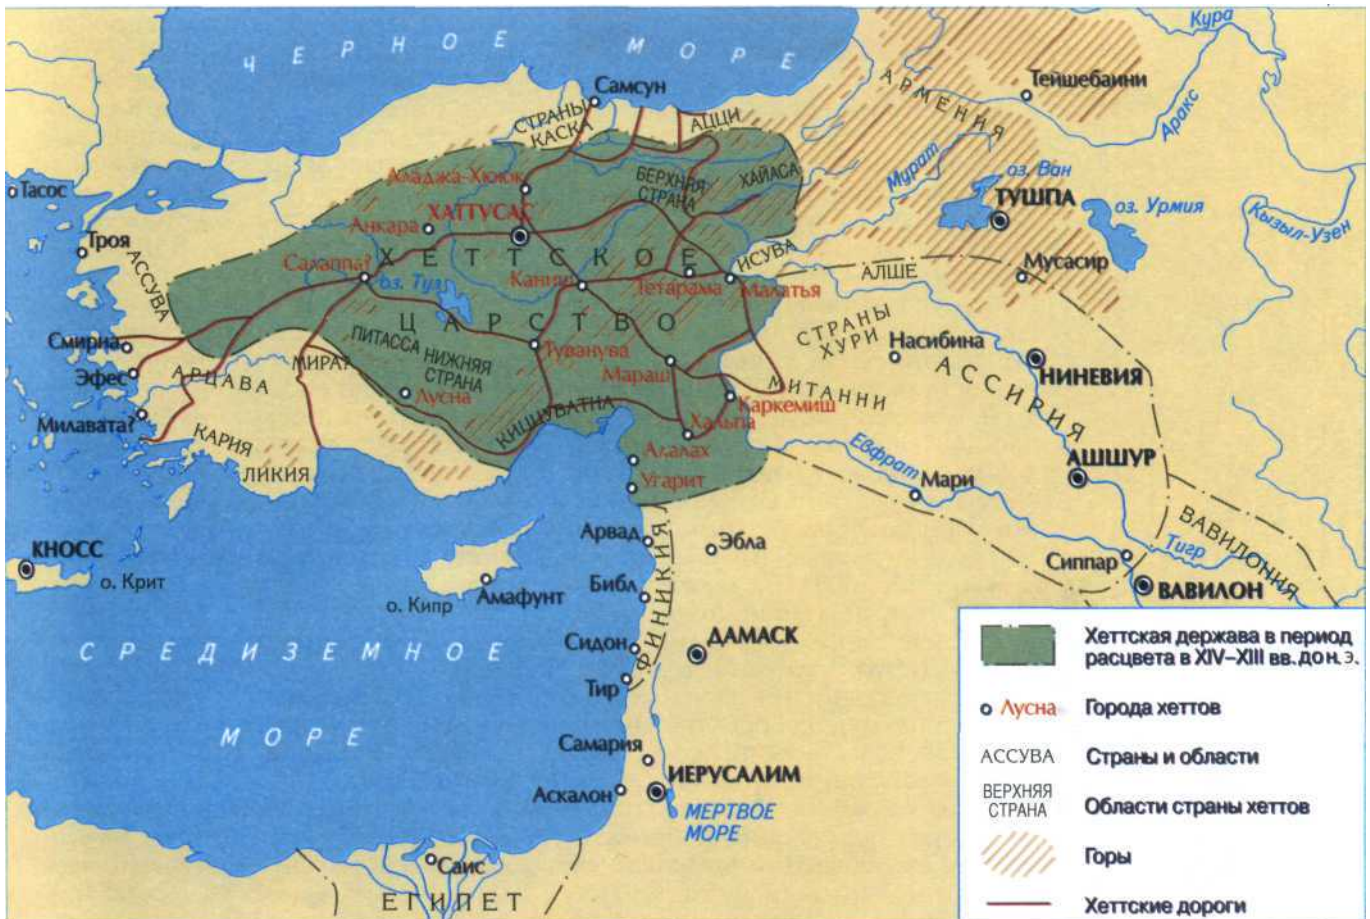 ЧЕРНОЕ МОРЕ
Кура
Самсун
Тейшебаини
АРМЕНИЯ
СТРАНЫ
КАСКА
АЦЦИ
Аракс
Мурат
оз. Ван
Тасос
Аладжа-Хююк
ВЕРХНЯЯ
СТРАНА
ХАЙАСА
ТУШПА
оз. Урмия
Кызыл-Узен
Анкара
ХАТТУСАС
Троя
АССУВА
ХЕТТСКОЕ
ИСУВА
АЛШЕ
Мусасир
Салаппа?
оз. Туз
Каниш
Тегарама
Малатья
ЦАРСТВО
СТРАНЫ
ХУРИ
Насибина
АССИРИЯ
НИНЕВИЯ
Смирна
ПИТАССА
НИЖНЯЯ
СТРАНА
Туванува
Эфес
АРЦАВА
МИРА?
Мараш
МИТАННИ
Лусна
Каркемиш
Милавата?
КИЦЦУВАТНА
Хальпа
КАРИЯ
ЛИКИЯ
Алалах
Евфрат
АШШУР
Угарит
Мари
ВАВИЛОНИЯ
Арвад
Эбла
Тигр
Сиппар
КНОСС
о. Крит
о. Кипр
Амафунт
Библ
ФИНИКИЯ
ВАВИЛОН
СРЕДИЗЕМНОЕ
МОРЕ
Сидон
ДАМАСК
Тир
Самария
Аскалон
ИЕРУСАЛИМ
МЕРТВОЕ
МОРЕ
Саис
ЕГИПЕТ
Хеттская держава в период
расцвета в XIV–XIII вв. до н. э.
Лусна Города хеттов
АССУВА Страны и области
ВЕРХНЯЯ
СТРАНА Области страны хеттов
Горы
Хеттские дороги